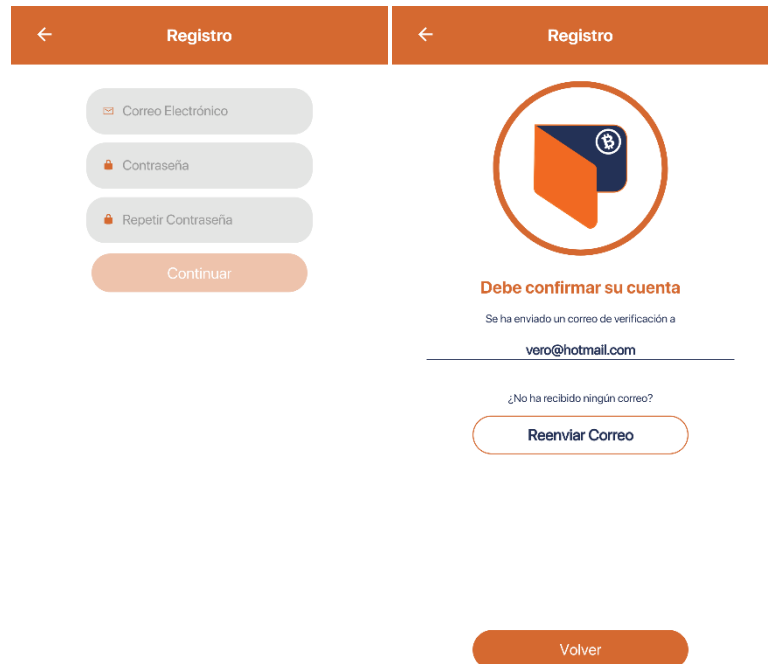 Registro
Correo Electrónico
Contraseña
Repetir Contraseña
Continuar
Registro
Debe confirmar su cuenta
Se ha enviado un correo de verificación a
vero@hotmail.com
¿No ha recibido ningún correo?
Reenviar Correo
Volver